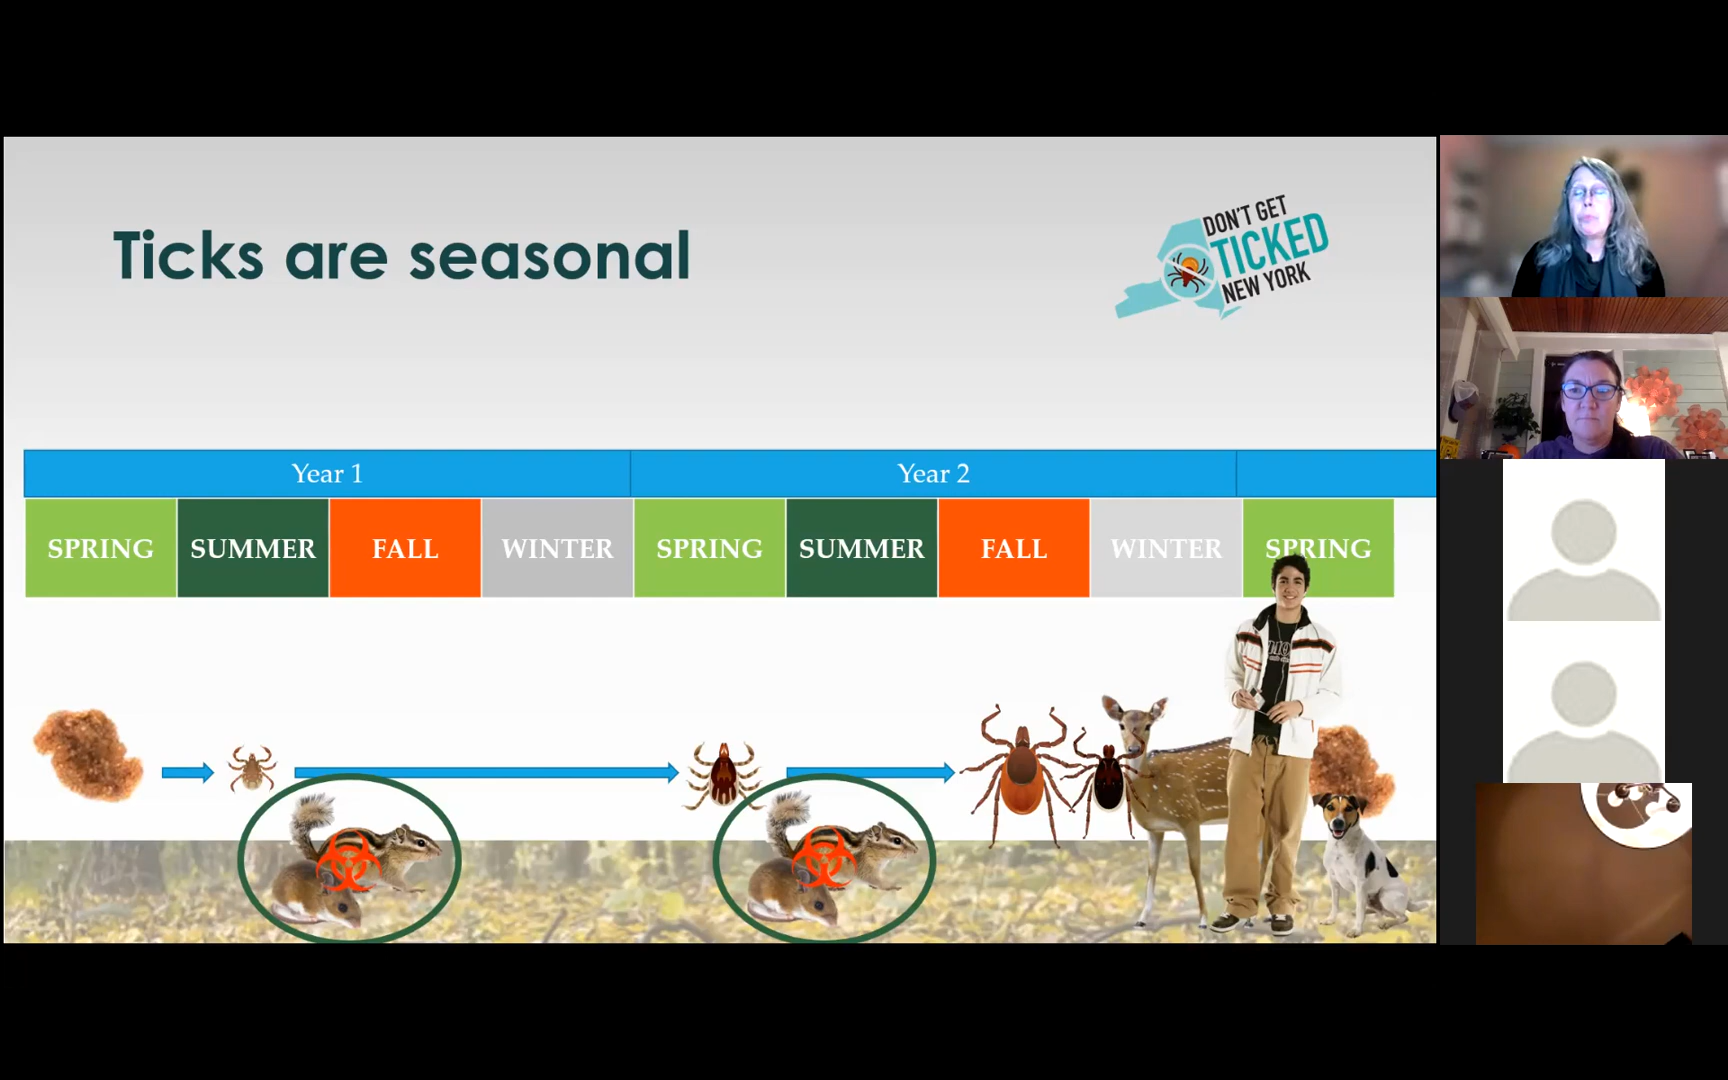 Ticks are seasonal
DON'T GET
TICKED
NEW YORK
Year 1
Year 2
SPRING
SUMMER
FALL
WINTER
SPRING
SUMMER
FALL
WINTER
SPRING